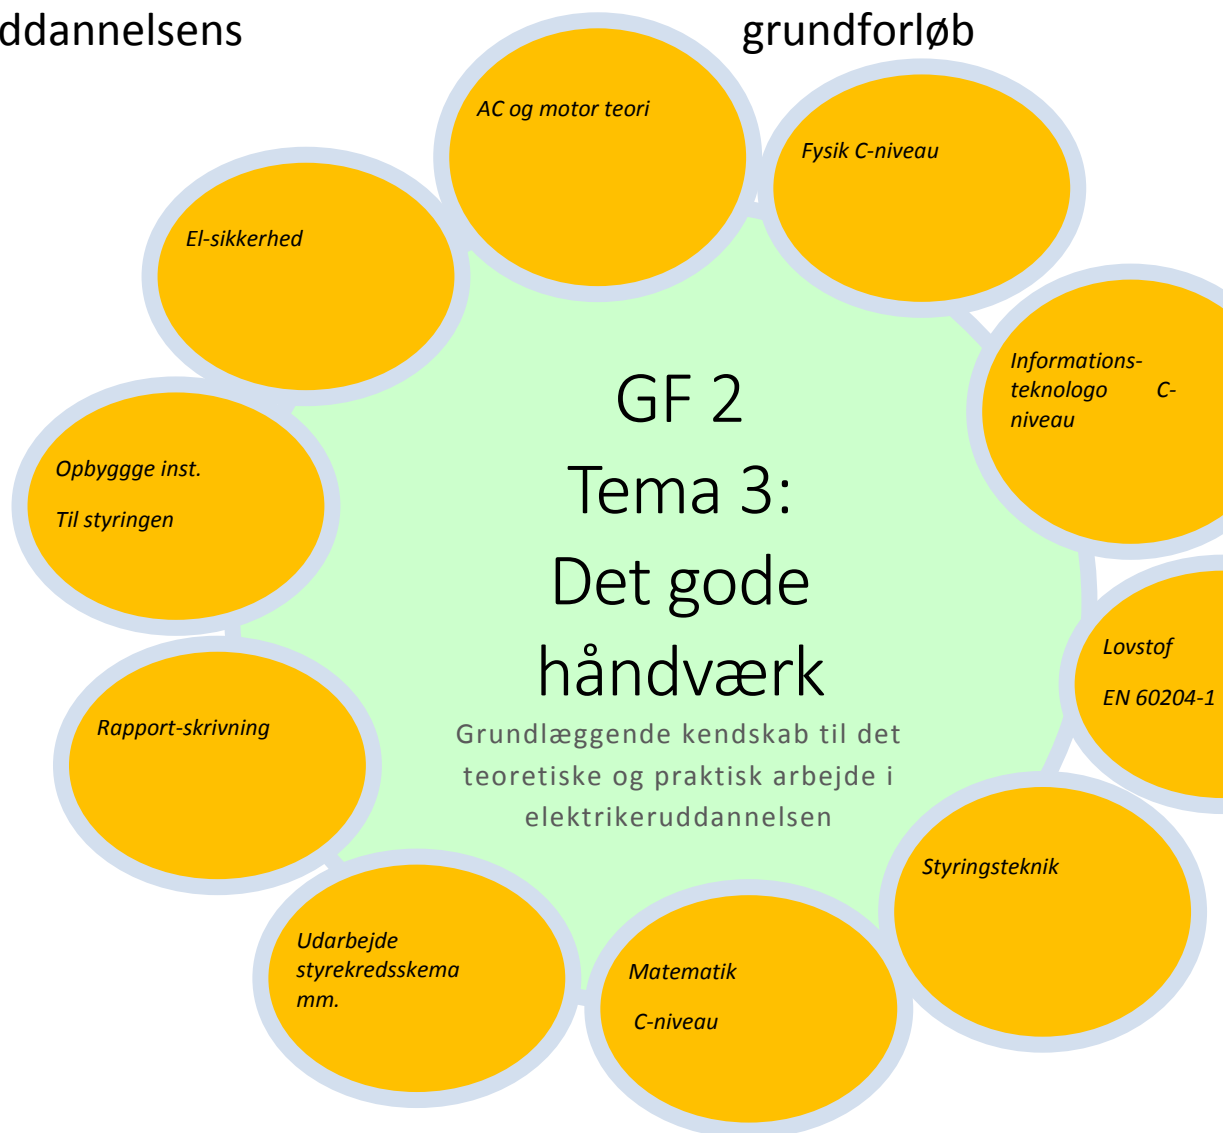 ddannelsens grundforløb
AC og motor teori
Fysik C-niveau
El-sikkerhed
Informations-
teknologo C-
niveau
GF 2
Tema 3:
Det gode
håndværk
Grundlæggende kendskab til det
teoretiske og praktisk arbejde i
elektrikeruddannelsen
Opbyggge inst.
Til styringen
Lovstof
EN 60204-1
Rapport-skrivning
Styringsteknik
Udarbejde
styrekredsskema
mm.
Matematik
C-niveau